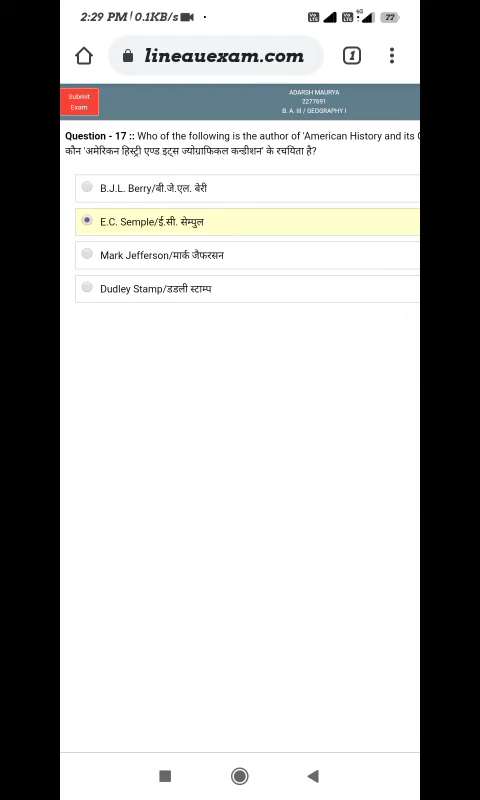 2:29 PM | 0.1KB/s
4G
77
lineauexam.com
1
Submit
Exam
ADARSH MAURYA
2277691
B. A. III / GEOGRAPHY I
Question - 17 :: Who of the following is the author of 'American History and its
कौन 'अमेरिकन हिस्ट्री एण्ड इट्स ज्योग्राफिकल कन्डीशन' के रचयिता है?
B.J.L. Berry/बी.जे.एल. बेरी
E.C. Semple/ई.सी. सेम्पुल
Mark Jefferson/मार्क जैफरसन
Dudley Stamp/डडली स्टाम्प